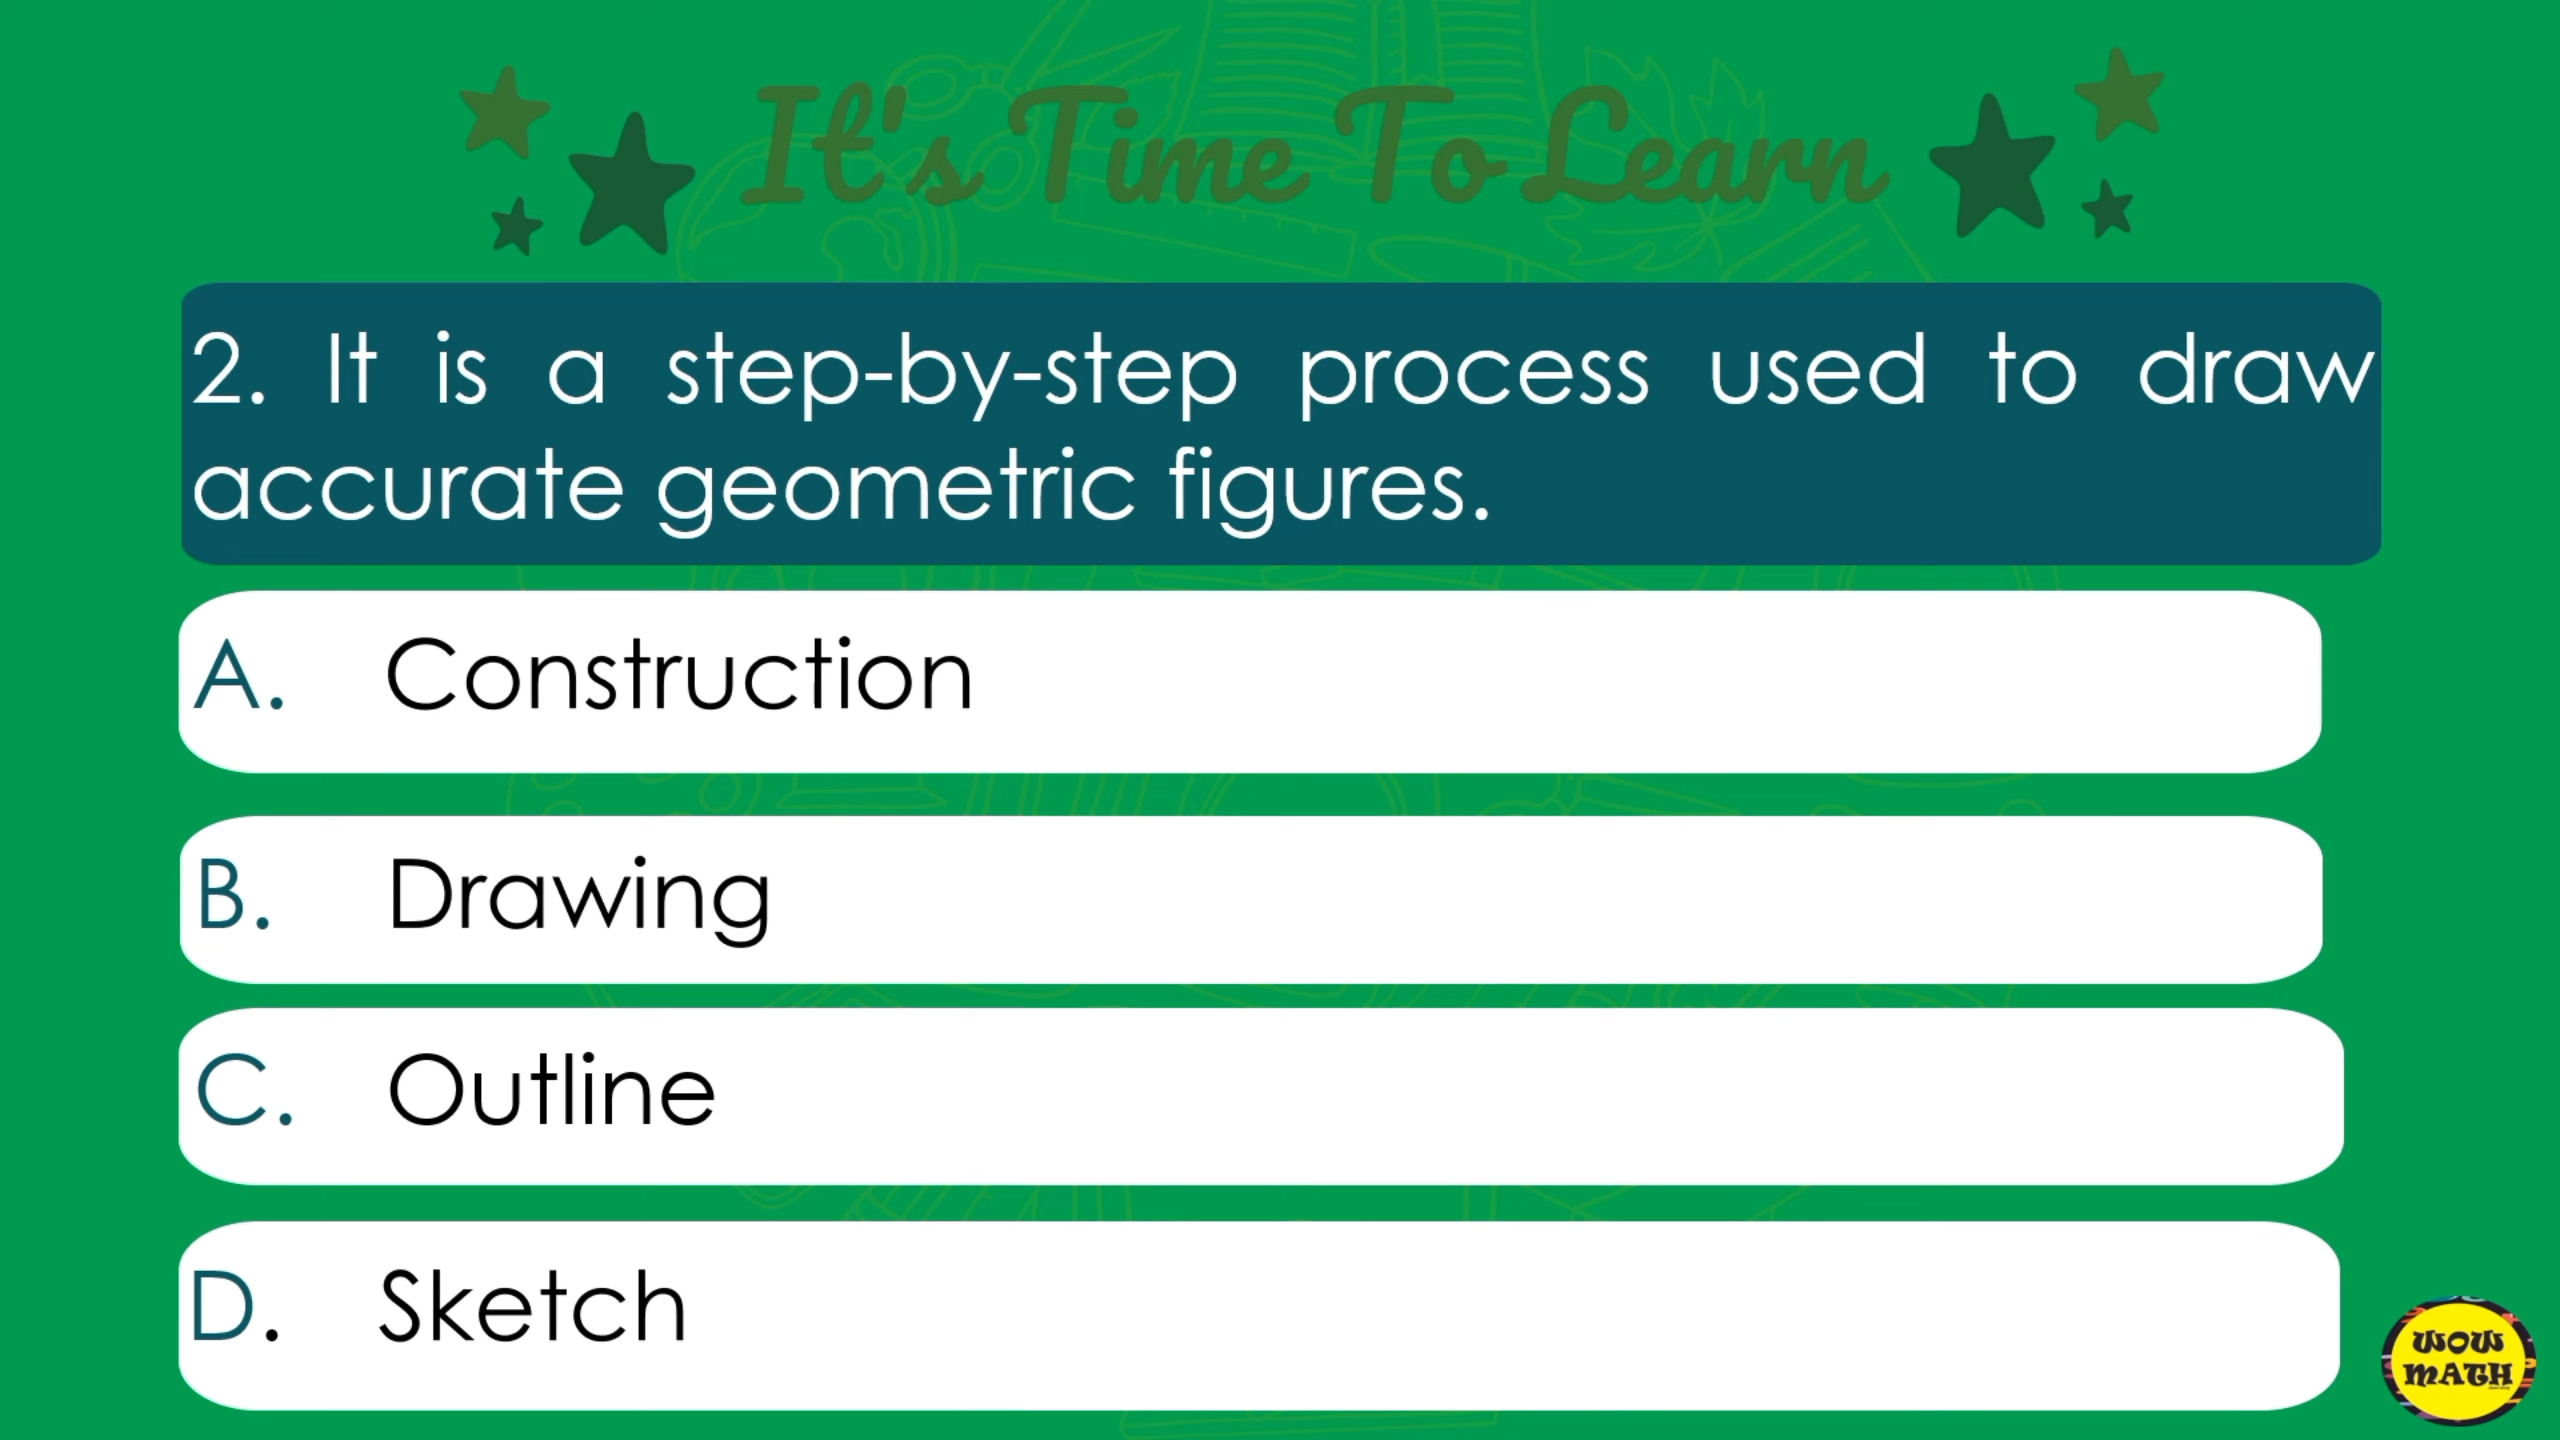 It's Time To Learn
2. It is a step-by-step process used to draw
accurate geometric figures.
A. Construction
B. Drawing
C. Outline
D. Sketch
WOW
MATH